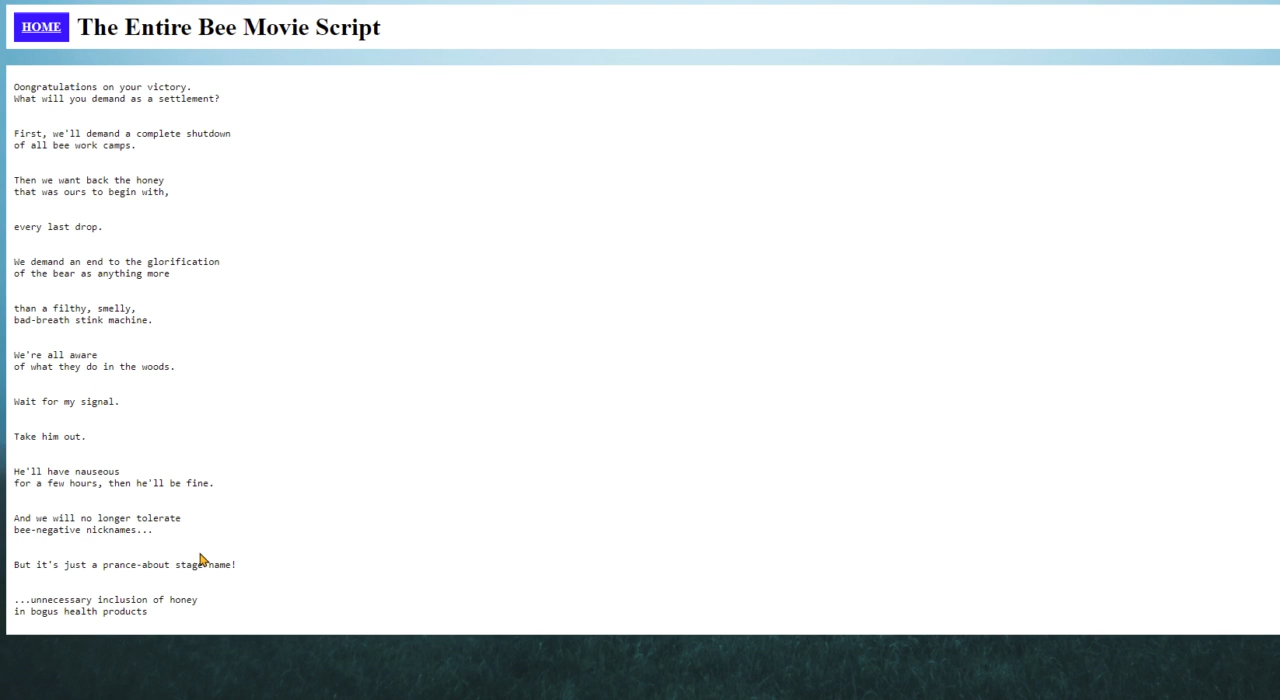 HOME The Entire Bee Movie Script
Oongratulations on your victory.
What will you demand as a settlement?
First, we'll demand a complete shutdown
of all bee work camps.
Then we want back the honey
that was ours to begin with,
every last drop.
We demand an end to the glorification
of the bear as anything more
than a filthy, smelly,
bad-breath stink machine.
We're all aware
of what they do in the woods.
Wait for my signal.
Take him out.
He'll have nauseous
for a few hours, then he'll be fine.
And we will no longer tolerate
bee-negative nicknames...
But it's just a prance-about stage name!
...unnecessary inclusion of honey
in bogus health products